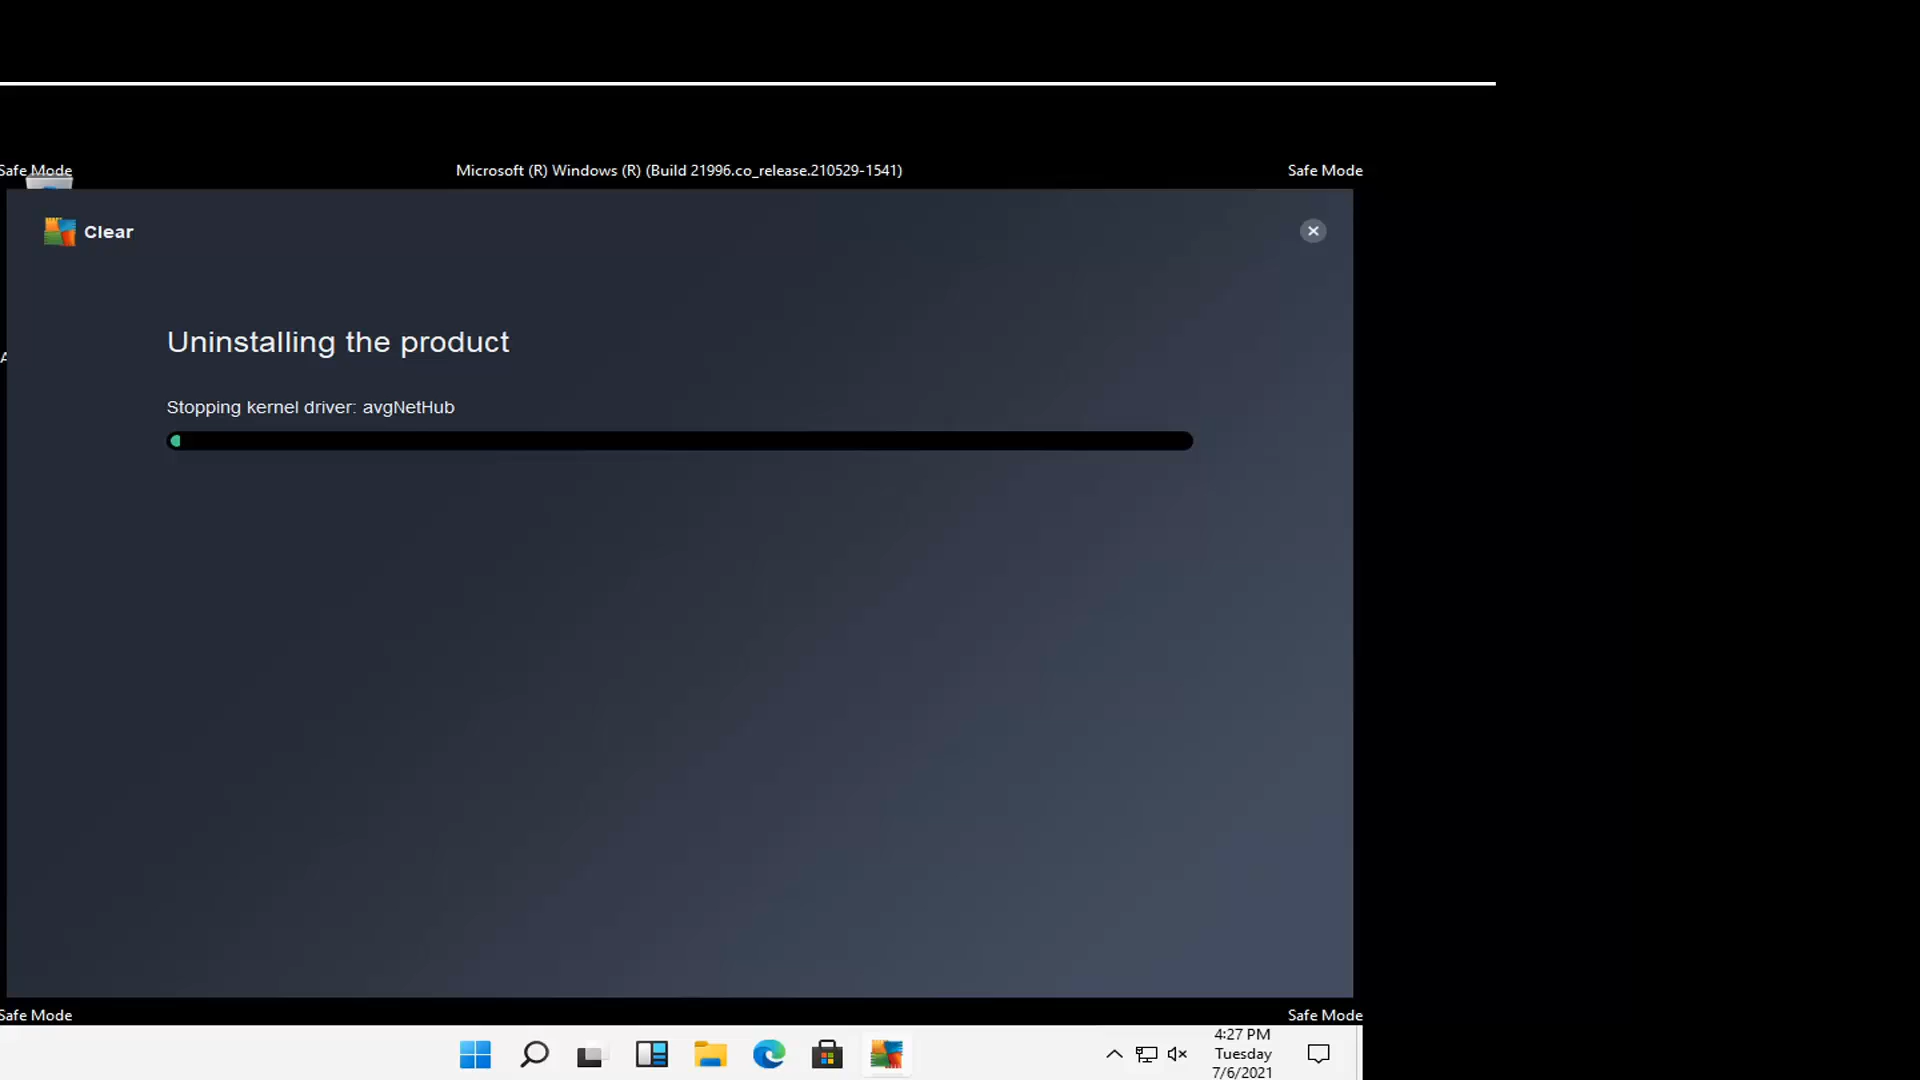 Safe Mode
Microsoft (R) Windows (R) (Build 21996.co_release.210529-1541)
Safe Mode
Clear
A
Uninstalling the product
Stopping kernel driver: avgNetHub
Safe Mode
Safe Mode
4:27 PM
Tuesday
7/6/2021